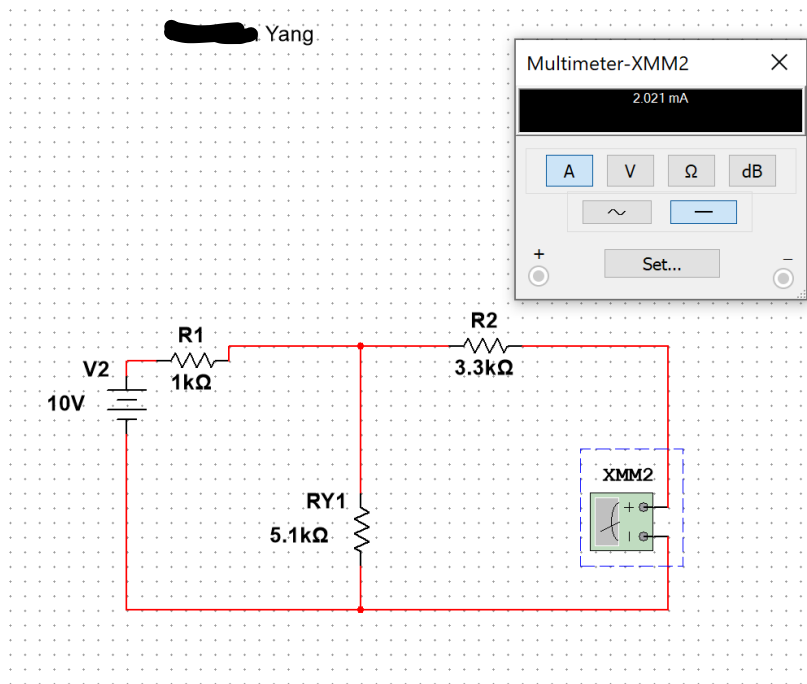 Yang
Multimeter-XMM2
2.021 mA
A V Ω dB
~ —
+ –
Set...
R1
1kΩ
R2
3.3kΩ
V2
10V
RY1
5.1kΩ
XMM2
+
–